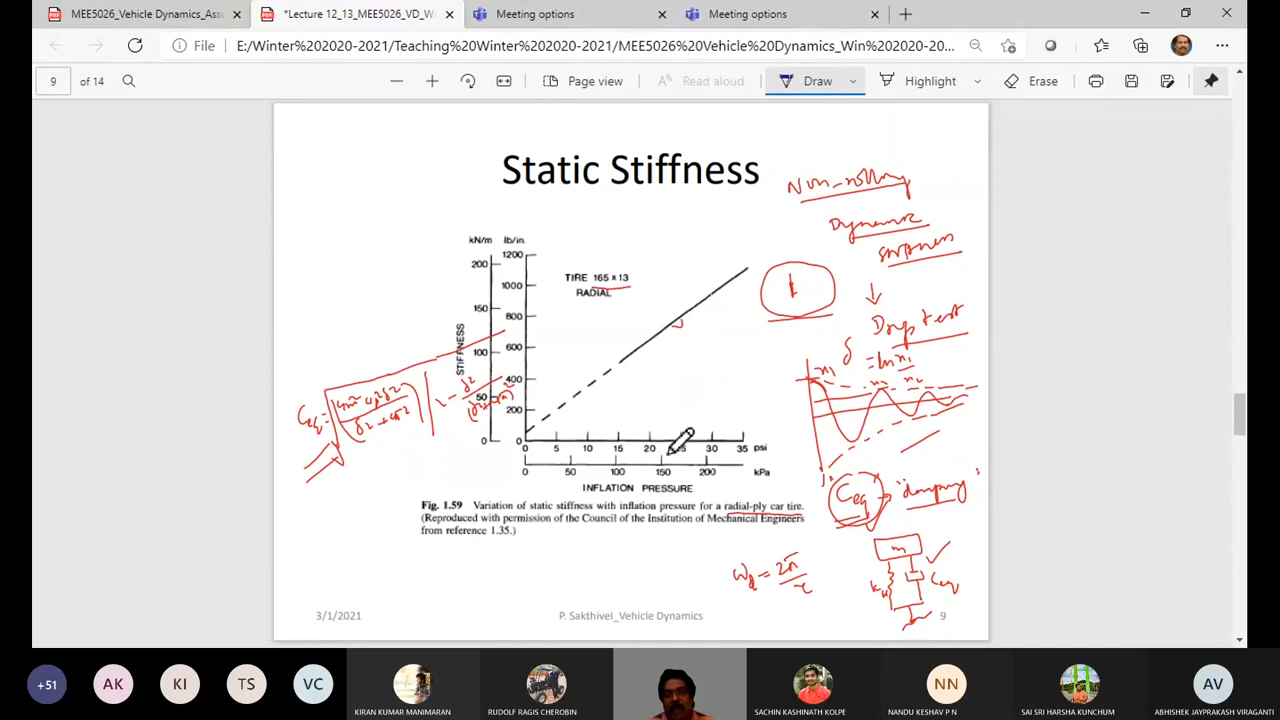 MEE5026_Vehicle Dynamics_Ass
*Lecture 12_13_MEE5026_VD_W
Meeting options
Meeting options
File
E:/Winter%202020-2021/Teaching%20Winter%202020-2021/MEE5026%20Vehicle%20Dynamics_Win%202020-20...
9 of 14
Page view
Read aloud
Draw
Highlight
Erase
Static Stiffness
Non-rolling
Dynamic
stiffness
Drop test
kN/m lb/in.
TIRE 165 x 13
RADIAL
STIFFNESS
1200
1000
800
600
400
200
0
200
150
100
50
0
0 5 10 15 20 25 30 35 psi
0 50 100 150 200 kPa
INFLATION PRESSURE
Fig. 1.59 Variation of static stiffness with inflation pressure for a radial-ply car tire.
(Reproduced with permission of the Council of the Institution of Mechanical Engineers
from reference 1.35.)
Ceq
"damping"
m
Ceq
3/1/2021
P. Sakthivel_Vehicle Dynamics
9
+51
AK
KI
TS
VC
NN
AV
KIRAN KUMAR MANIMARAN
RUDOLF RAGIS CHEROBIN
SACHIN KASHINATH KOLPE
NANDU KESHAV P N
SAI SRI HARSHA KUNCHUM
ABHISHEK JAYPRAKASH VIRAGANTI